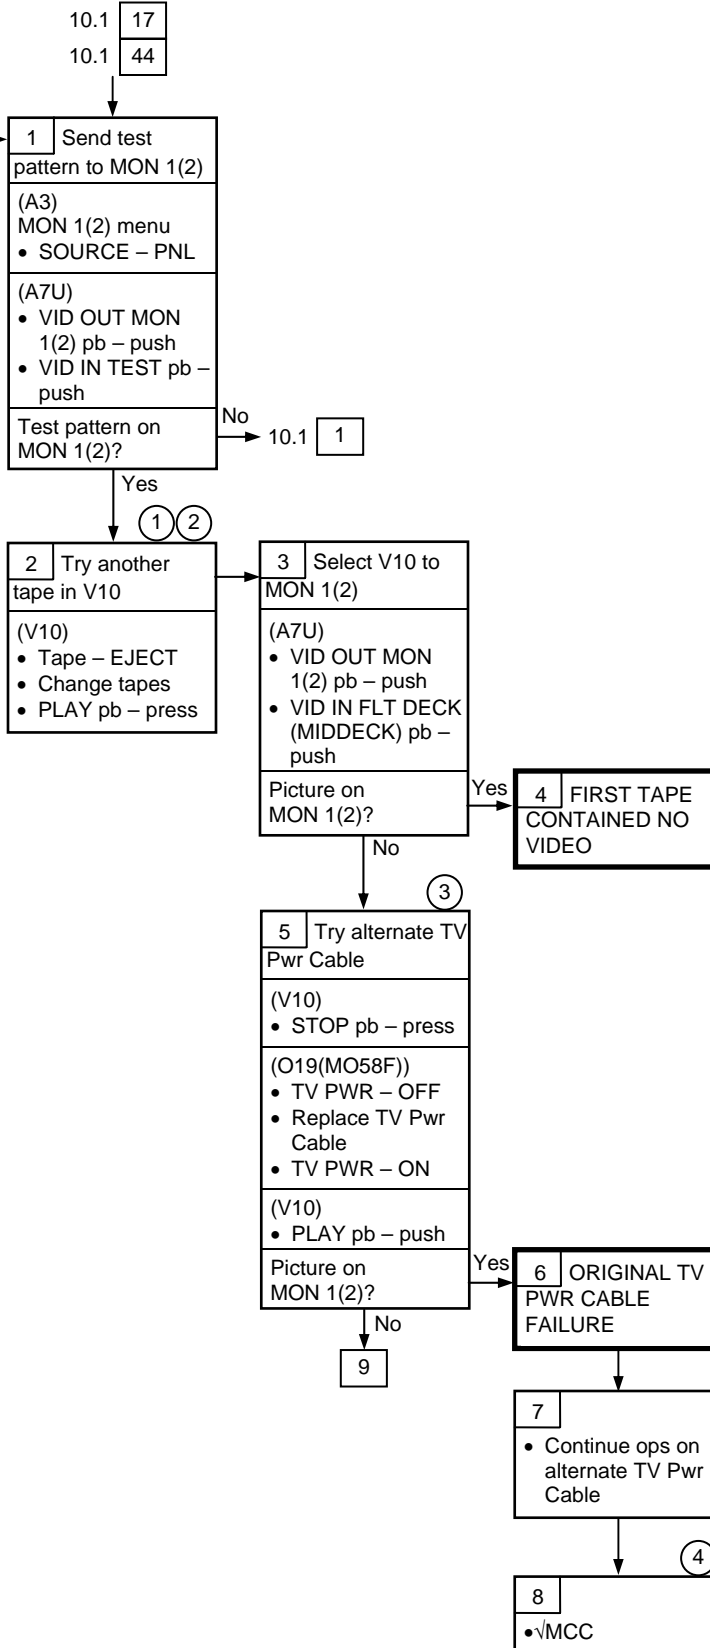 10.1 17
10.1 44
1 Send test
pattern to MON 1(2)
(A3)
MON 1(2) menu
• SOURCE – PNL
(A7U)
• VID OUT MON
1(2) pb – push
• VID IN TEST pb –
push
Test pattern on
MON 1(2)?
No
10.1 1
Yes
1 2
2 Try another
tape in V10
(V10)
• Tape – EJECT
• Change tapes
• PLAY pb – press
3 Select V10 to
MON 1(2)
(A7U)
• VID OUT MON
1(2) pb – push
• VID IN FLT DECK
(MIDDECK) pb –
push
Picture on
MON 1(2)?
Yes
4 FIRST TAPE
CONTAINED NO
VIDEO
No
3
5 Try alternate TV
Pwr Cable
(V10)
• STOP pb – press
(O19(MO58F))
• TV PWR – OFF
• Replace TV Pwr
Cable
• TV PWR – ON
(V10)
• PLAY pb – push
Picture on
MON 1(2)?
Yes
6 ORIGINAL TV
PWR CABLE
FAILURE
No
9
7
• Continue ops on
alternate TV Pwr
Cable
4
8
•√MCC